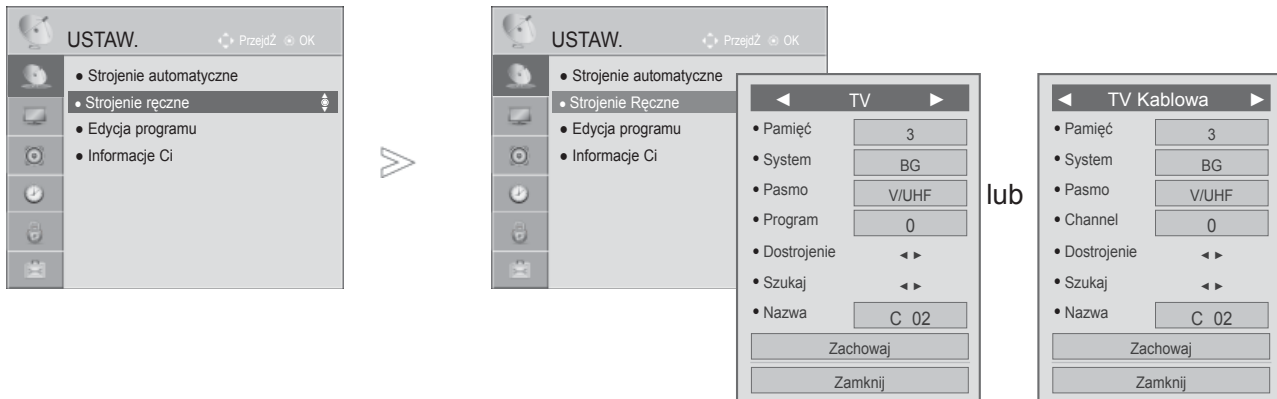 USTAW. PrzejdŹ OK
• Strojenie automatyczne
• Strojenie ręczne
• Edycja programu
• Informacje Ci
USTAW. PrzejdŹ OK
• Strojenie automatyczne
• Strojenie Ręczne
• Edycja programu
• Informacje Ci
◄ TV ►
• Pamięć 3
• System BG
• Pasmo V/UHF
• Program 0
• Dostrojenie ◄ ►
• Szukaj ◄ ►
• Nazwa C 02
Zachowaj
Zamknij
lub
◄ TV Kablowa ►
• Pamięć 3
• System BG
• Pasmo V/UHF
• Channel 0
• Dostrojenie ◄ ►
• Szukaj ◄ ►
• Nazwa C 02
Zachowaj
Zamknij